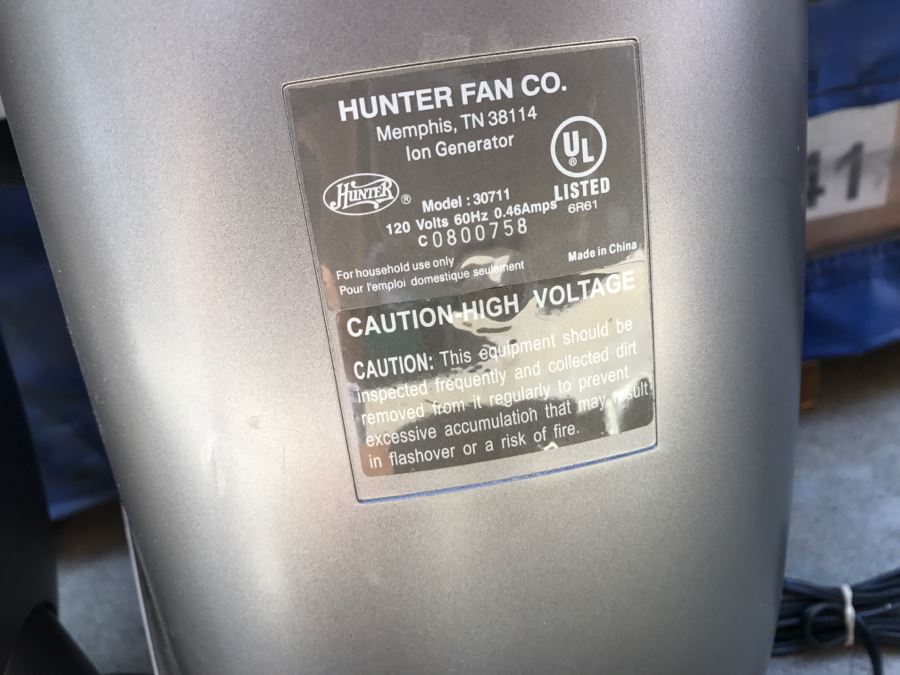 HUNTER FAN CO.
Memphis, TN 38114
Ion Generator
UL
®
LISTED
6R61
HUNTER ®
Model : 30711
120 Volts 60Hz 0.46Amps
C0800758
For household use only
Pour l'emploi domestique seulement
Made in China
CAUTION-HIGH VOLTAGE
CAUTION: This equipment should be
inspected frequently and collected dirt
removed from it regularly to prevent
excessive accumulation that may result
in flashover or a risk of fire.
41